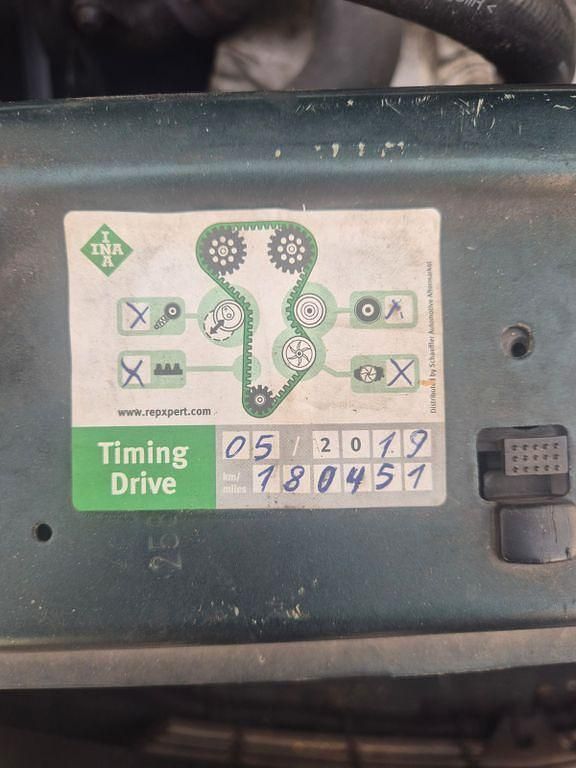 I
INA
A
www.repxpert.com
Distributed by Schaeffler Automotive Aftermarket
Timing
Drive
05 / 2019
km/
miles
180451